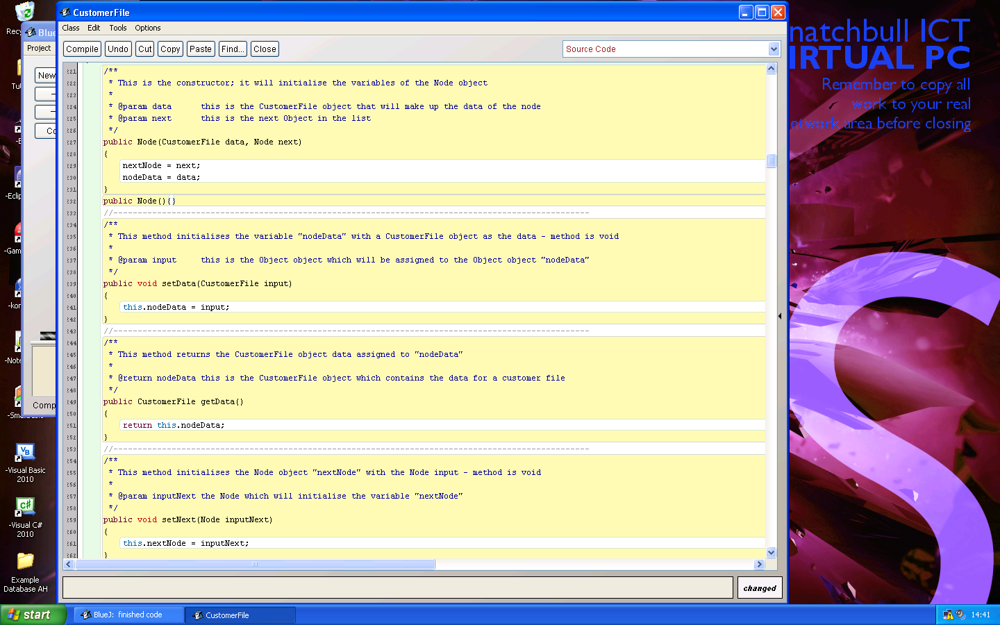 CustomerFile
Class Edit Tools Options
Compile Undo Cut Copy Paste Find... Close
Source Code
Project
New
/**
* This is the constructor; it will initialise the variables of the Node object
*
* @param data this is the CustomerFile object that will make up the data of the node
* @param next this is the next Object in the list
*/
public Node(CustomerFile data, Node next)
{
nextNode = next;
nodeData = data;
}
public Node(){}
//--------------------------------------------------------------------------------------------------
/**
* This method initialises the variable "nodeData" with a CustomerFile object as the data - method is void
*
* @param input this is the Object object which will be assigned to the Object object "nodeData"
*/
public void setData(CustomerFile input)
{
this.nodeData = input;
}
//--------------------------------------------------------------------------------------------------
/**
* This method returns the CustomerFile object data assigned to "nodeData"
*
* @return nodeData this is the CustomerFile object which contains the data for a customer file
*/
public CustomerFile getData()
{
return this.nodeData;
}
//--------------------------------------------------------------------------------------------------
/**
* This method initialises the Node object "nextNode" with the Node input - method is void
*
* @param inputNext the Node which will initialise the variable "nextNode"
*/
public void setNext(Node inputNext)
{
this.nextNode = inputNext;
}
changed
natchbull ICT
IRTUAL PC
Remember to copy all
work to your real
etwork area before closing
-Visual Basic
2010
-Visual C#
2010
Example
Database AH
start
BlueJ: finished code
CustomerFile
14:41